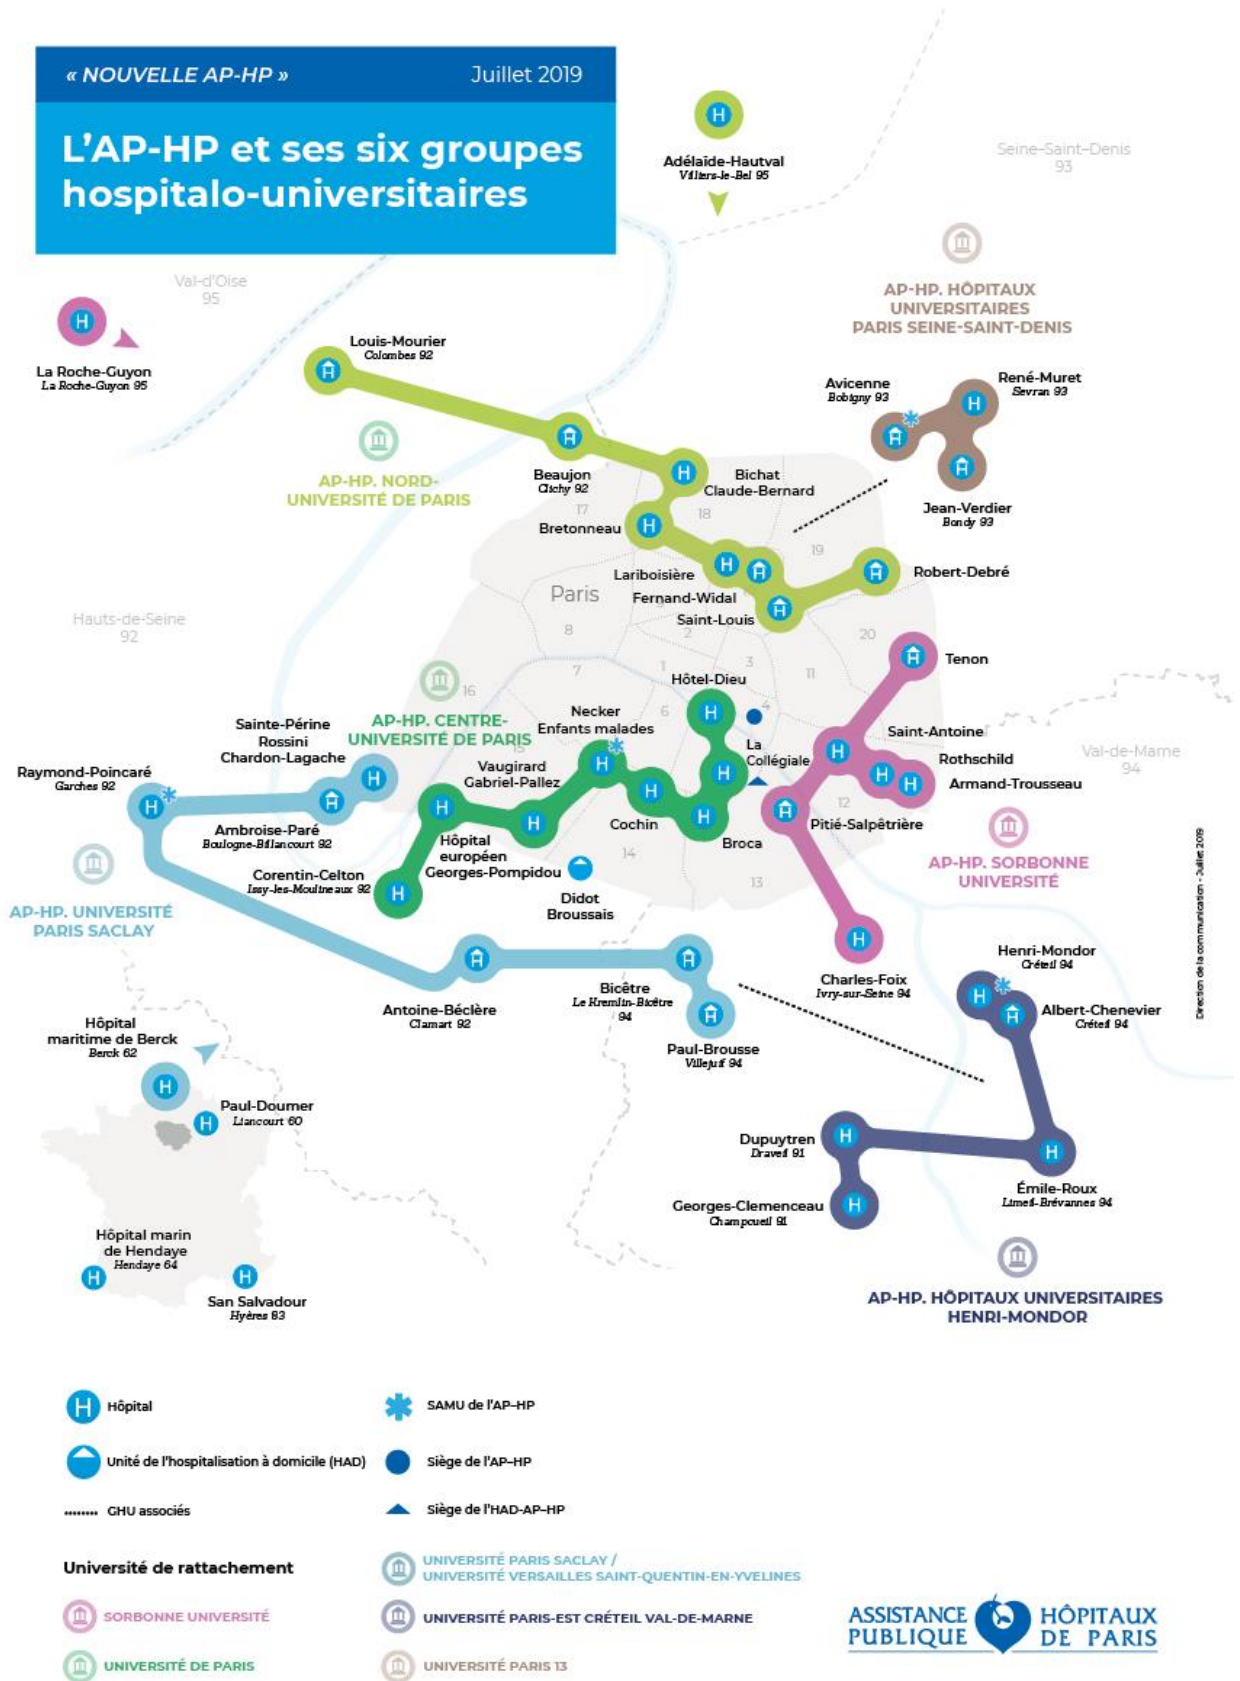 « NOUVELLE AP-HP »
Juillet 2019
L'AP-HP et ses six groupes
hospitalo-universitaires
H
Adélaïde-Hautval
Villiers-le-Bel 95
Seine-Saint-Denis
93
Val-d'Oise
95
AP-HP. HÔPITAUX
UNIVERSITAIRES
PARIS SEINE-SAINT-DENIS
H
La Roche-Guyon
La Roche-Guyon 95
Louis-Mourier
Colombes 92
H
Avicenne
Bobigny 93
René-Muret
Sevran 93
H
H
H
Jean-Verdier
Bondy 93
AP-HP. NORD-
UNIVERSITÉ DE PARIS
H
Beaujon
Clichy 92
H
Bichat
Claude-Bernard
17
18
Bretonneau
H
19
Lariboisière
H
H
Fernand-Widal
H
Robert-Debré
Saint-Louis
H
Paris
9
8
2
20
Hauts-de-Seine
92
7
1
3
11
H
Tenon
16
Hôtel-Dieu
H
4
6
AP-HP. CENTRE-
UNIVERSITÉ DE PARIS
15
Necker
Enfants malades
H
La
Collégiale
H
Saint-Antoine
H
Rothschild
H
Armand-Trousseau
H
Val-de-Marne
94
Sainte-Périne
Rossini
Chardon-Lagache
H
Raymond-Poincaré
Garches 92
H
H
Ambroise-Paré
Boulogne-Billancourt 92
Vaugirard
Gabriel-Pallez
H
H
Hôpital
européen
Georges-Pompidou
H
Cochin
H
Broca
12
H
Pitié-Salpêtrière
14
13
Corentin-Celton
Issy-les-Moulineaux 92
H
Didot
Broussais
AP-HP. SORBONNE
UNIVERSITÉ
AP-HP. UNIVERSITÉ
PARIS SACLAY
H
Antoine-Béclère
Clamart 92
H
Bicêtre
Le Kremlin-Bicêtre
94
H
Paul-Brousse
Villejuif 94
H
Charles-Foix
Ivry-sur-Seine 94
Henri-Mondor
Créteil 94
H
H
Albert-Chenevier
Créteil 94
Direction de la communication - Juillet 2019
Hôpital
maritime de Berck
Berck 62
H
Paul-Doumer
Liancourt 60
H
Dupuytren
Draveil 91
H
H
Émile-Roux
Limeil-Brévannes 94
Georges-Clemenceau
Champcueil 91
H
Hôpital marin
de Hendaye
Hendaye 64
H
H
San Salvadour
Hyères 83
AP-HP. HÔPITAUX UNIVERSITAIRES
HENRI-MONDOR
H
Hôpital
SAMU de l'AP-HP
Unité de l'hospitalisation à domicile (HAD)
Siège de l'AP-HP
GHU associés
Siège de l'HAD-AP-HP
Université de rattachement
UNIVERSITÉ PARIS SACLAY /
UNIVERSITÉ VERSAILLES SAINT-QUENTIN-EN-YVELINES
SORBONNE UNIVERSITÉ
UNIVERSITÉ PARIS-EST CRÉTEIL VAL-DE-MARNE
UNIVERSITÉ DE PARIS
UNIVERSITÉ PARIS 13
ASSISTANCE
PUBLIQUE
HÔPITAUX
DE PARIS